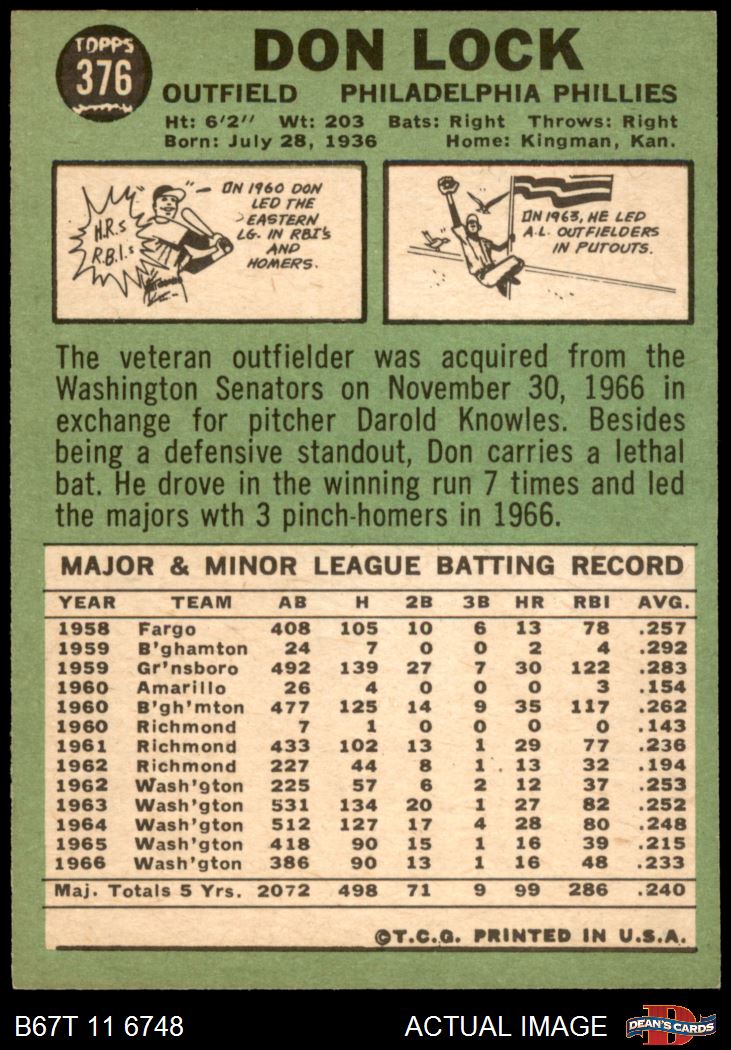 TOPPS
376
DON LOCK
OUTFIELD PHILADELPHIA PHILLIES
Ht: 6'2" Wt: 203 Bats: Right Throws: Right
Born: July 28, 1936 Home: Kingman, Kan.
H.R.s
R.B.I.s
ON 1960 DON
LED THE
EASTERN
LG. IN RBI'S
AND
HOMERS.
IN 1963, HE LED
A.L. OUTFIELDERS
IN PUTOUTS.
The veteran outfielder was acquired from the
Washington Senators on November 30, 1966 in
exchange for pitcher Darold Knowles. Besides
being a defensive standout, Don carries a lethal
bat. He drove in the winning run 7 times and led
the majors wth 3 pinch-homers in 1966.
MAJOR & MINOR LEAGUE BATTING RECORD
YEAR TEAM AB H 2B 3B HR RBI AVG.
1958 Fargo 408 105 10 6 13 78 .257
1959 B'ghamton 24 7 0 0 2 4 .292
1959 Gr'nsboro 492 139 27 7 30 122 .283
1960 Amarillo 26 4 0 0 0 3 .154
1960 B'gh'mton 477 125 14 9 35 117 .262
1960 Richmond 7 1 0 0 0 0 .143
1961 Richmond 433 102 13 1 29 77 .236
1962 Richmond 227 44 8 1 13 32 .194
1962 Wash'gton 225 57 6 2 12 37 .253
1963 Wash'gton 531 134 20 1 27 82 .252
1964 Wash'gton 512 127 17 4 28 80 .248
1965 Wash'gton 418 90 15 1 16 39 .215
1966 Wash'gton 386 90 13 1 16 48 .233
Maj. Totals 5 Yrs. 2072 498 71 9 99 286 .240
©T.C.G. PRINTED IN U.S.A.
B67T 11 6748 ACTUAL IMAGE
D
DEAN'S CARDS